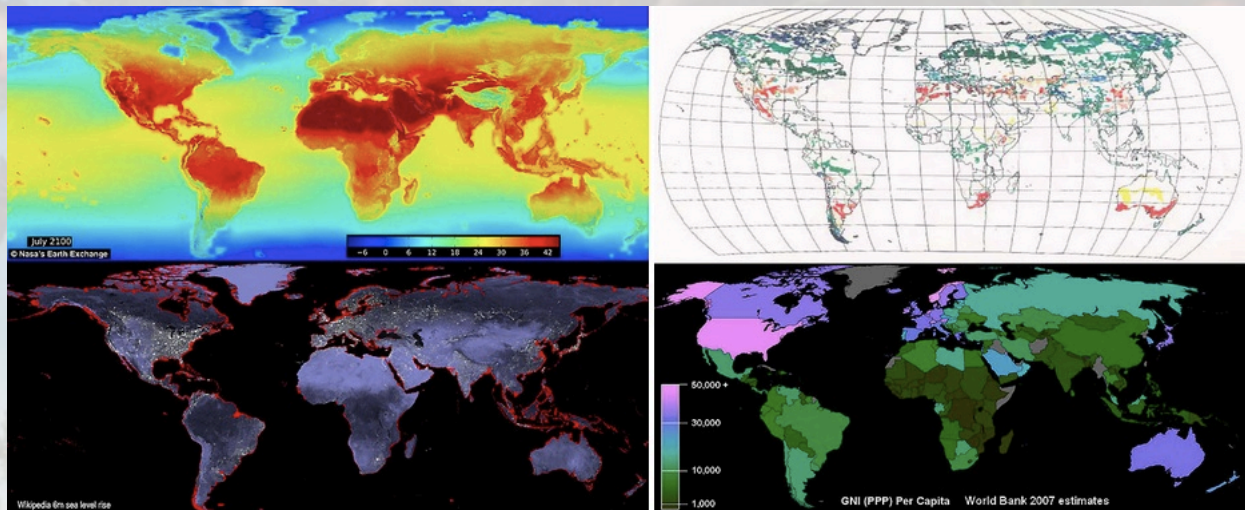 July 2100
© Nasa's Earth Exchange
-6 0 6 12 18 24 30 36 42
Wikipedia 6m sea level rise
50,000 +
30,000
10,000
1,000
GNI (PPP) Per Capita World Bank 2007 estimates